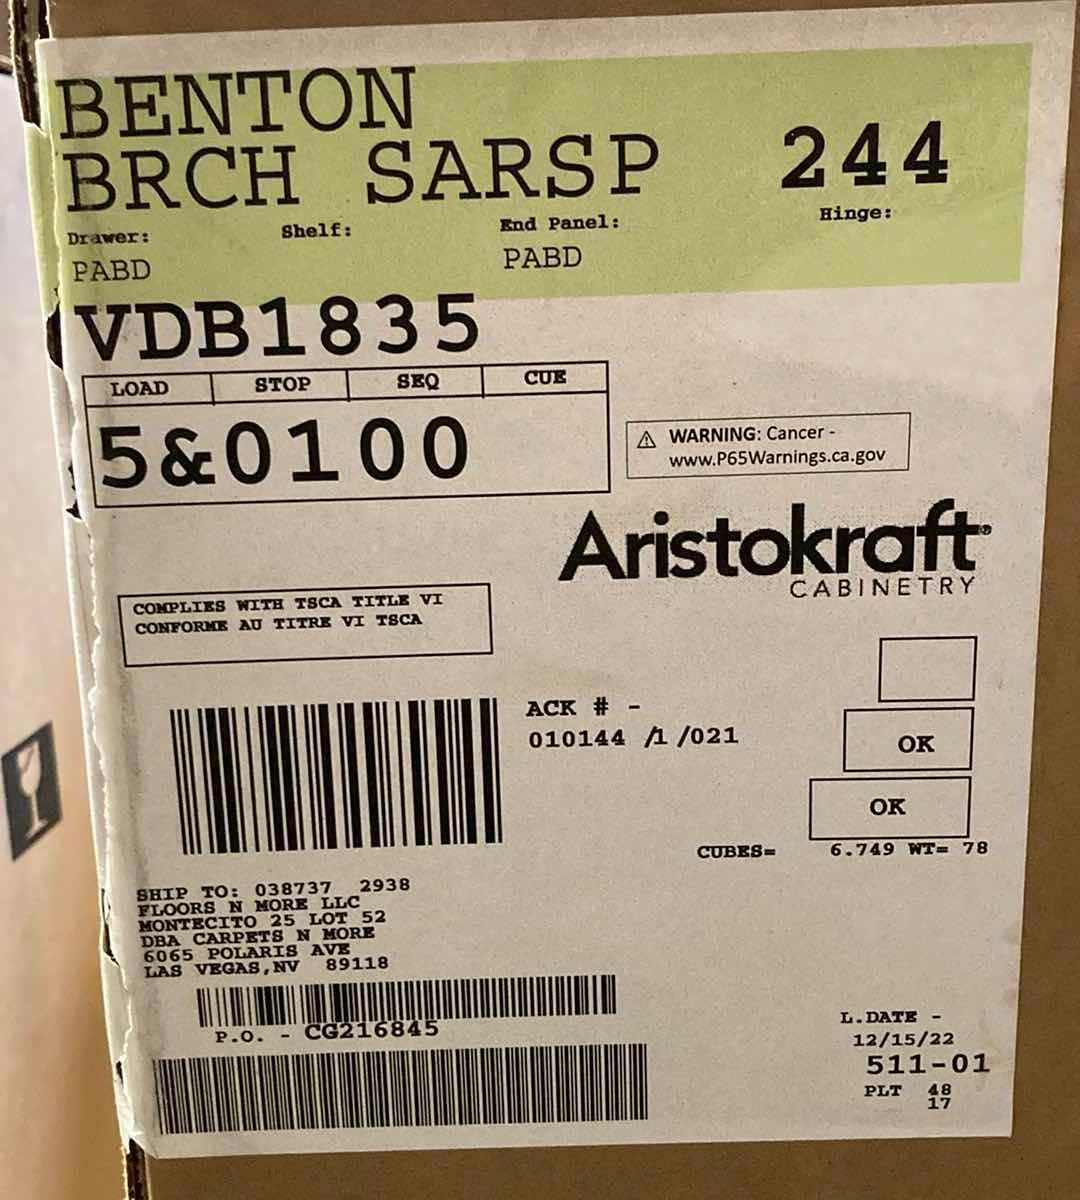 BENTON
BRCH SARSP 244
Drawer: Shelf: End Panel: Hinge:
PABD PABD
VDB1835
LOAD STOP SEQ CUE
5&0100
⚠ WARNING: Cancer -
www.P65Warnings.ca.gov
Aristokraft®
CABINETRY
COMPLIES WITH TSCA TITLE VI
CONFORME AU TITRE VI TSCA
ACK # -
010144 /1 /021
OK
OK
CUBES= 6.749 WT= 78
SHIP TO: 038737 2938
FLOORS N MORE LLC
MONTECITO 25 LOT 52
DBA CARPETS N MORE
6065 POLARIS AVE
LAS VEGAS,NV 89118
P.O. - CG216845
L.DATE -
12/15/22
511-01
PLT 48
17